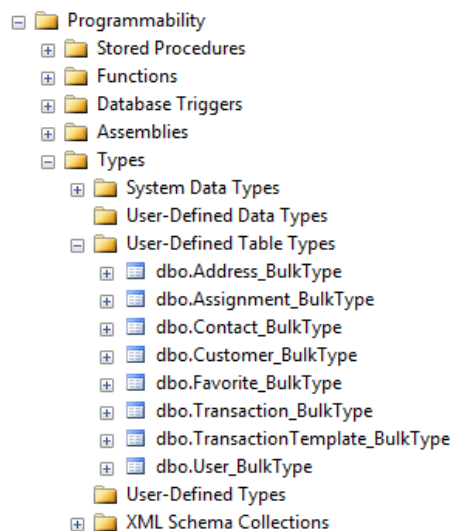 Programmability
Stored Procedures
Functions
Database Triggers
Assemblies
Types
System Data Types
User-Defined Data Types
User-Defined Table Types
dbo.Address_BulkType
dbo.Assignment_BulkType
dbo.Contact_BulkType
dbo.Customer_BulkType
dbo.Favorite_BulkType
dbo.Transaction_BulkType
dbo.TransactionTemplate_BulkType
dbo.User_BulkType
User-Defined Types
XML Schema Collections